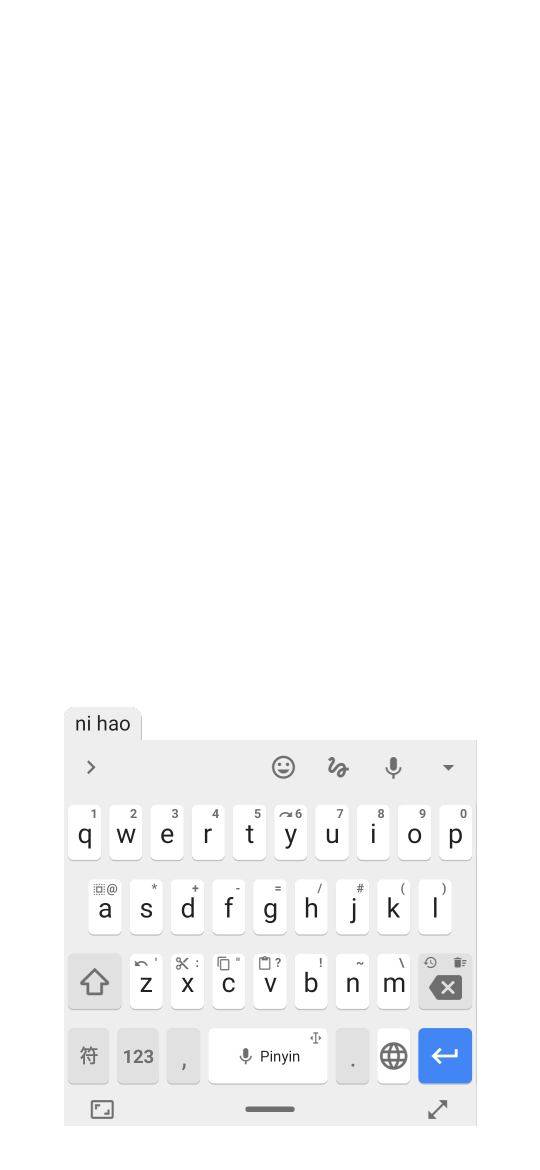 ni hao
1 2 3 4 5 6 7 8 9 0
q w e r t y u i o p
@ * + - = / # ( )
a s d f g h j k l
' : " ? ! ~ \
z x c v b n m
符 123 , Pinyin .